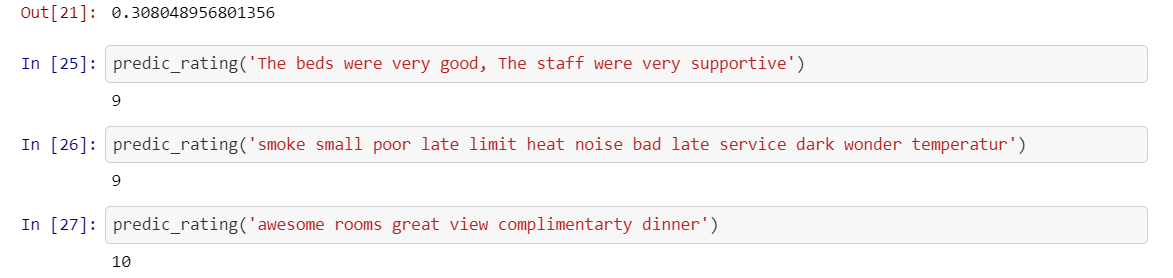 Out[21]: 0.308048956801356
In [25]: predic_rating('The beds were very good, The staff were very supportive')
9
In [26]: predic_rating('smoke small poor late limit heat noise bad late service dark wonder temperatur')
9
In [27]: predic_rating('awesome rooms great view complimentarty dinner')
10